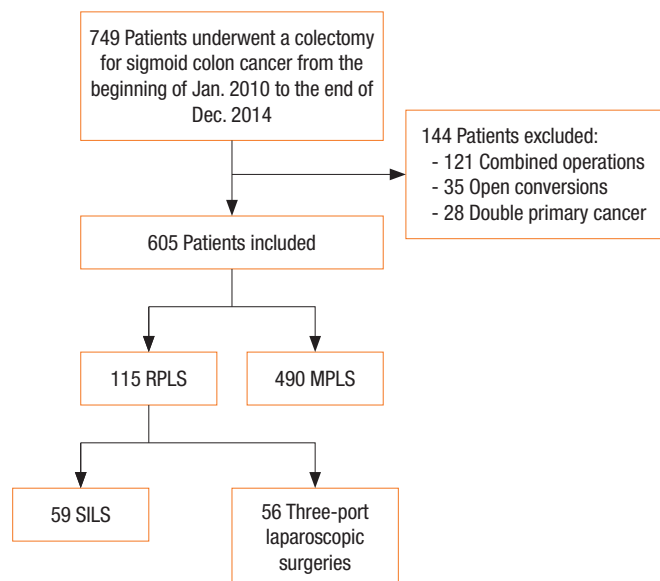 749 Patients underwent a colectomy
for sigmoid colon cancer from the
beginning of Jan. 2010 to the end of
Dec. 2014
144 Patients excluded:
- 121 Combined operations
- 35 Open conversions
- 28 Double primary cancer
605 Patients included
115 RPLS
490 MPLS
59 SILS
56 Three-port
laparoscopic
surgeries